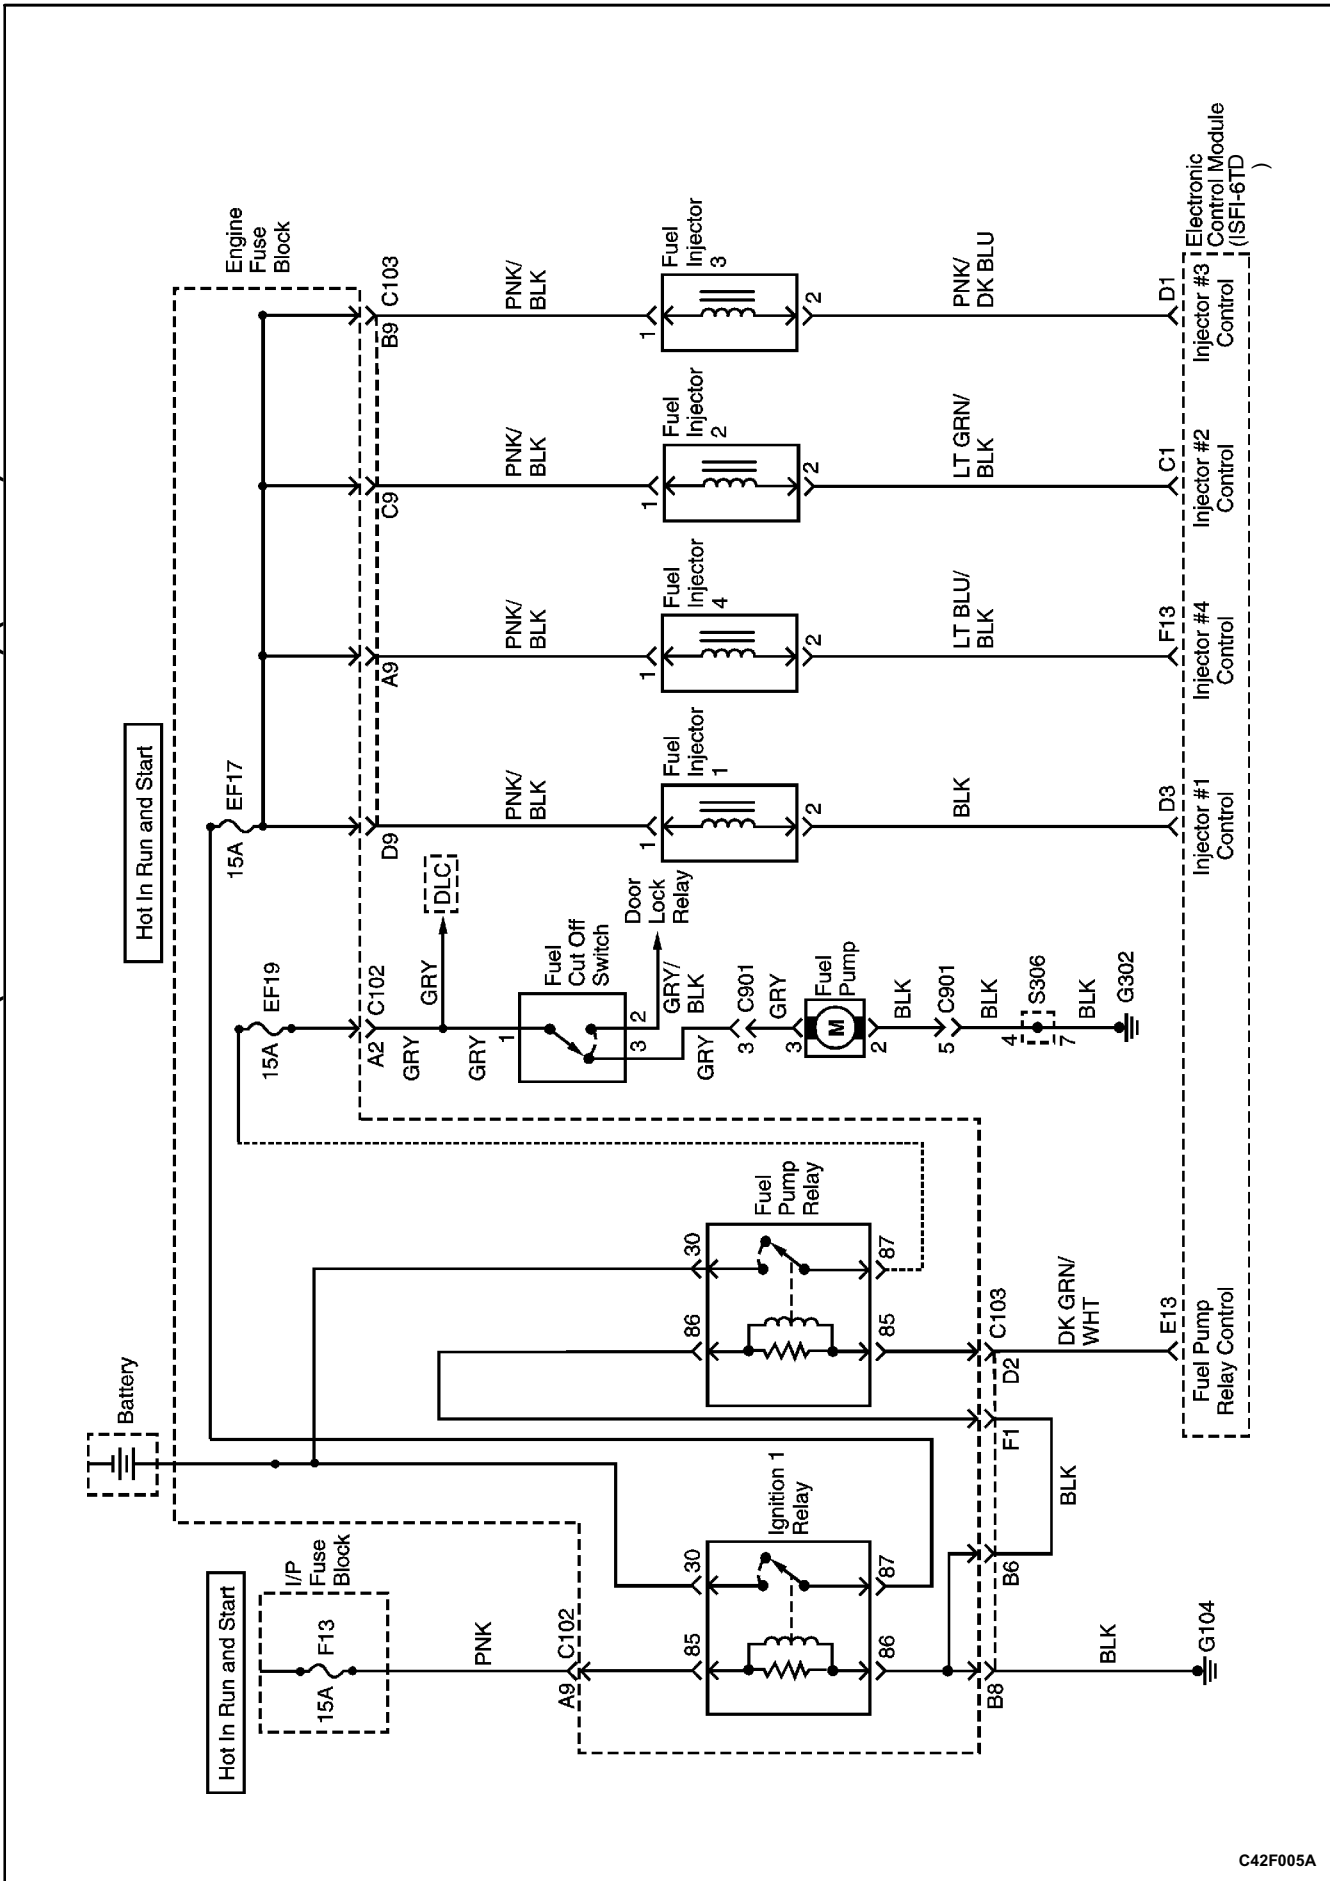 Hot In Run and Start
I/P
Fuse
Block
F13
15A
PNK
A9
C102
Battery
85
30
Ignition 1
Relay
86
87
B8
B6
BLK
G104
BLK
F1
86
30
Fuel
Pump
Relay
85
87
D2
C103
DK GRN/
WHT
E13
Fuel Pump
Relay Control
Hot In Run and Start
15A
EF19
A2
C102
GRY
GRY
GRY
DLC
1
Fuel
Cut Off
Switch
3
2
GRY/
BLK
Door
Lock
Relay
GRY
3
C901
GRY
3
Fuel
Pump
M
2
BLK
5
C901
BLK
4
S306
7
BLK
G302
15A
EF17
Engine
Fuse
Block
D9
PNK/
BLK
1
Fuel
Injector
1
2
BLK
D3
Injector #1
Control
A9
PNK/
BLK
1
Fuel
Injector
4
2
LT BLU/
BLK
F13
Injector #4
Control
C9
PNK/
BLK
1
Fuel
Injector
2
2
LT GRN/
BLK
C1
Injector #2
Control
B9
C103
PNK/
BLK
1
Fuel
Injector
3
2
PNK/
DK BLU
D1
Injector #3
Control
Electronic
Control Module
(ISFI-6TD
)
C42F005A